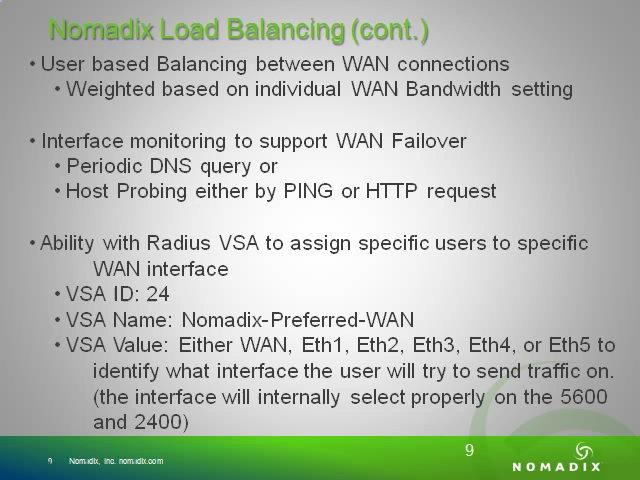 Nomadix Load Balancing (cont.)
• User based Balancing between WAN connections
• Weighted based on individual WAN Bandwidth setting
• Interface monitoring to support WAN Failover
• Periodic DNS query or
• Host Probing either by PING or HTTP request
• Ability with Radius VSA to assign specific users to specific
WAN interface
• VSA ID: 24
• VSA Name: Nomadix-Preferred-WAN
• VSA Value: Either WAN, Eth1, Eth2, Eth3, Eth4, or Eth5 to
identify what interface the user will try to send traffic on.
(the interface will internally select properly on the 5600
and 2400)
9 Nomadix, Inc. nomadix.com
9
NOMADIX